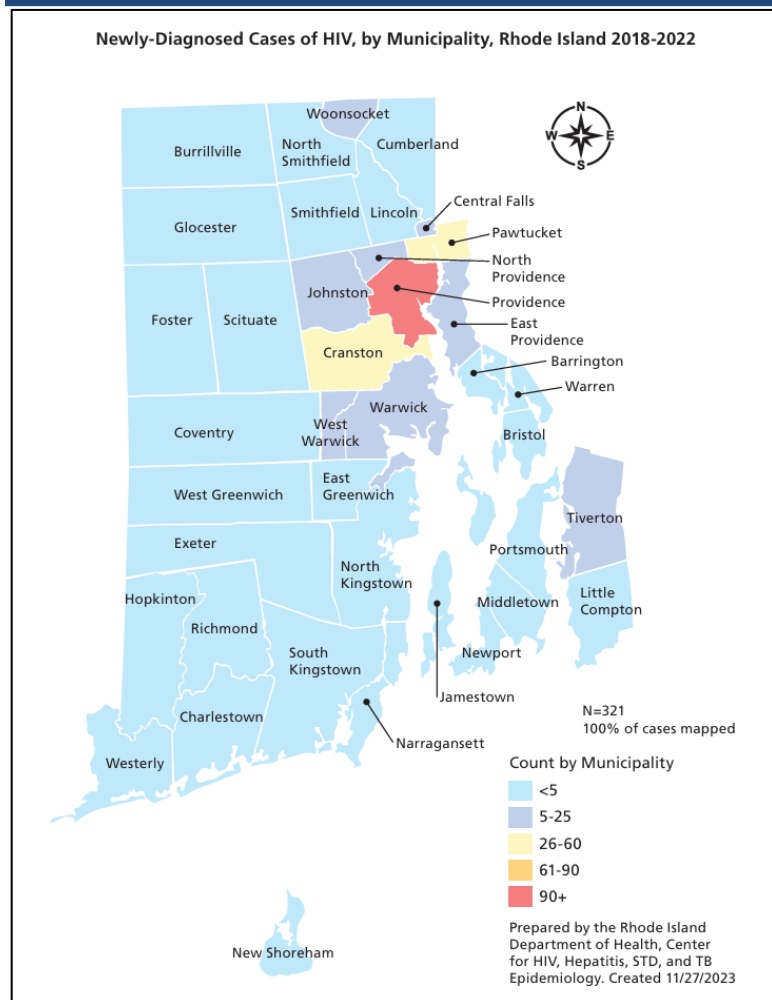 Newly-Diagnosed Cases of HIV, by Municipality, Rhode Island 2018-2022
N
W
E
S
Woonsocket
Burrillville
North
Smithfield
Cumberland
Central Falls
Glocester
Smithfield
Lincoln
Pawtucket
North
Providence
Johnston
Providence
Foster
Scituate
East
Providence
Cranston
Barrington
Warren
Warwick
West
Warwick
Coventry
Bristol
West Greenwich
East
Greenwich
Tiverton
Exeter
Portsmouth
North
Kingstown
Hopkinton
Middletown
Little
Compton
Richmond
South
Kingstown
Newport
Jamestown
Charlestown
Narragansett
Westerly
New Shoreham
N=321
100% of cases mapped
Count by Municipality
<5
5-25
26-60
61-90
90+
Prepared by the Rhode Island
Department of Health, Center
for HIV, Hepatitis, STD, and TB
Epidemiology. Created 11/27/2023